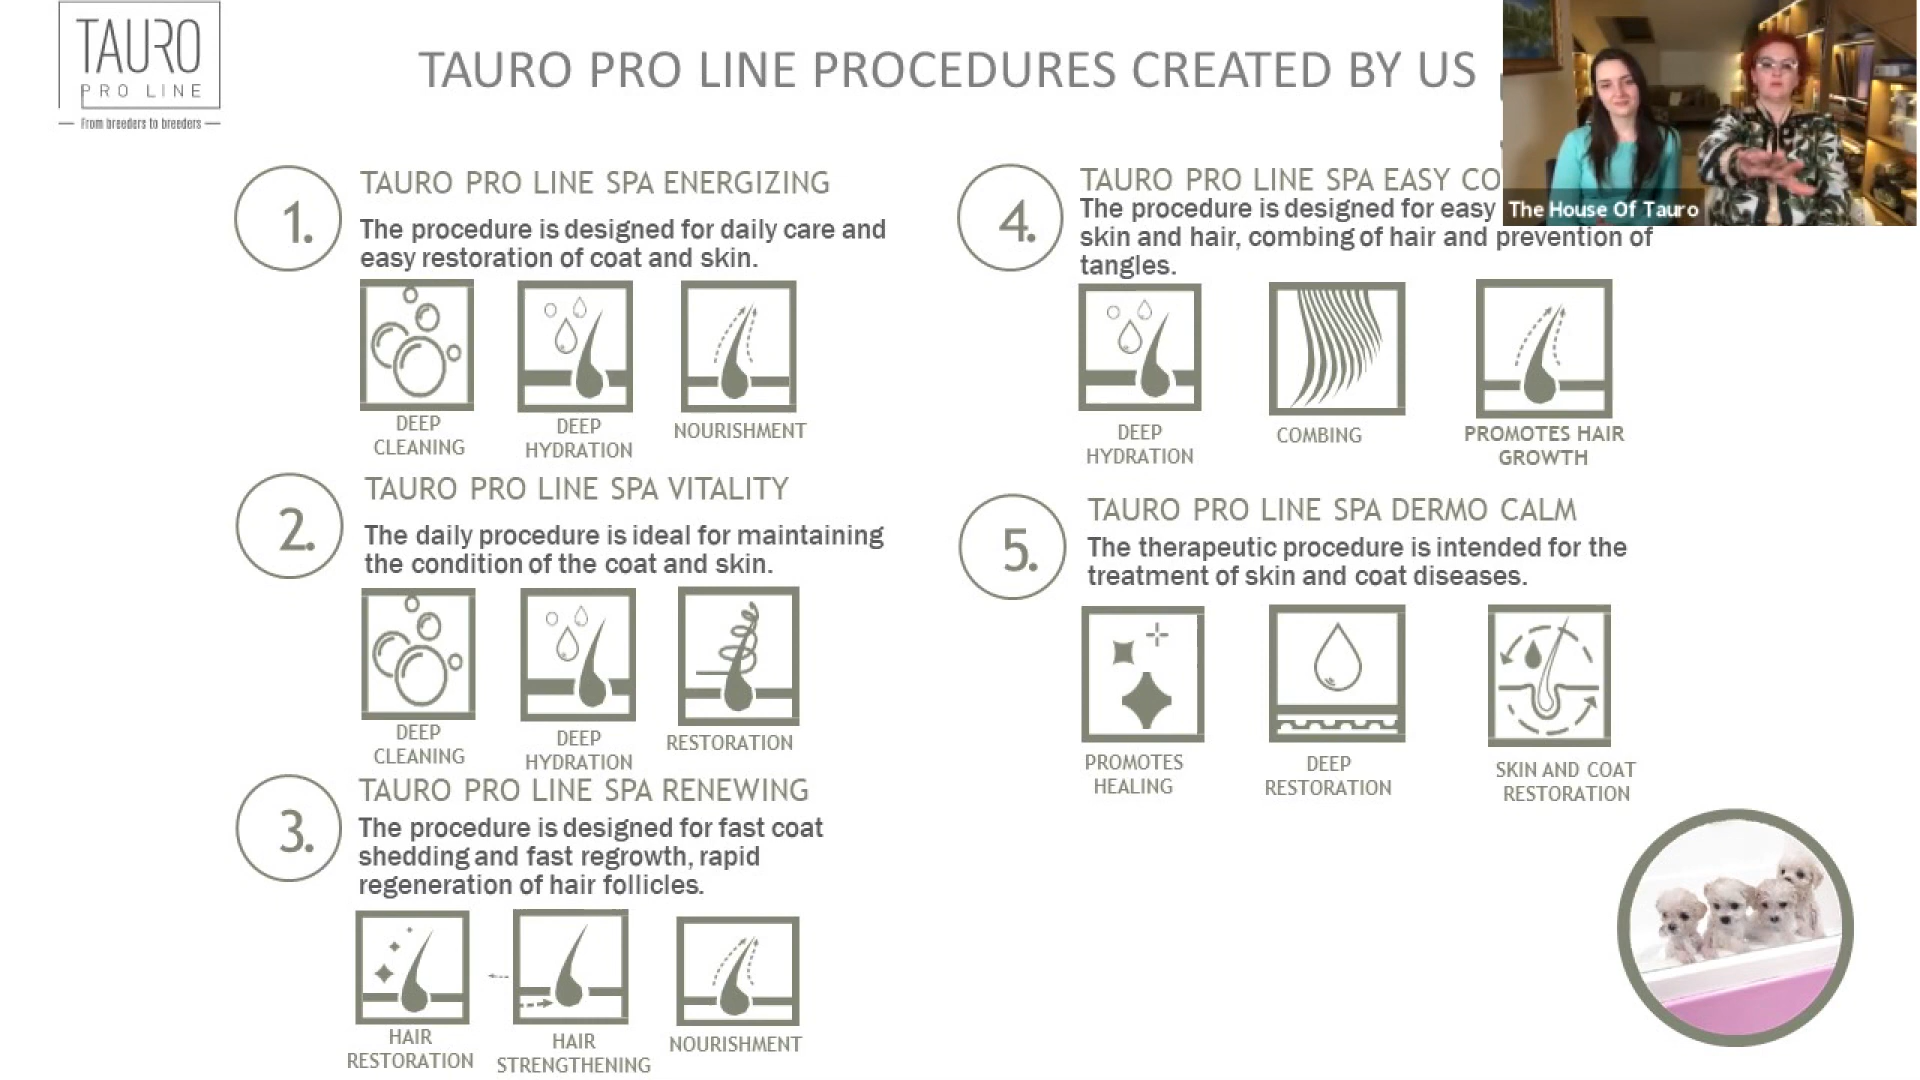 TAURO
PRO LINE
From breeders to breeders
TAURO PRO LINE PROCEDURES CREATED BY US
The House Of Tauro
1.
TAURO PRO LINE SPA ENERGIZING
The procedure is designed for daily care and
easy restoration of coat and skin.
DEEP
CLEANING
DEEP
HYDRATION
NOURISHMENT
2.
TAURO PRO LINE SPA VITALITY
The daily procedure is ideal for maintaining
the condition of the coat and skin.
DEEP
CLEANING
DEEP
HYDRATION
RESTORATION
3.
TAURO PRO LINE SPA RENEWING
The procedure is designed for fast coat
shedding and fast regrowth, rapid
regeneration of hair follicles.
HAIR
RESTORATION
HAIR
STRENGTHENING
NOURISHMENT
4.
TAURO PRO LINE SPA EASY CO
The procedure is designed for easy
skin and hair, combing of hair and prevention of
tangles.
DEEP
HYDRATION
COMBING
PROMOTES HAIR
GROWTH
5.
TAURO PRO LINE SPA DERMO CALM
The therapeutic procedure is intended for the
treatment of skin and coat diseases.
PROMOTES
HEALING
DEEP
RESTORATION
SKIN AND COAT
RESTORATION